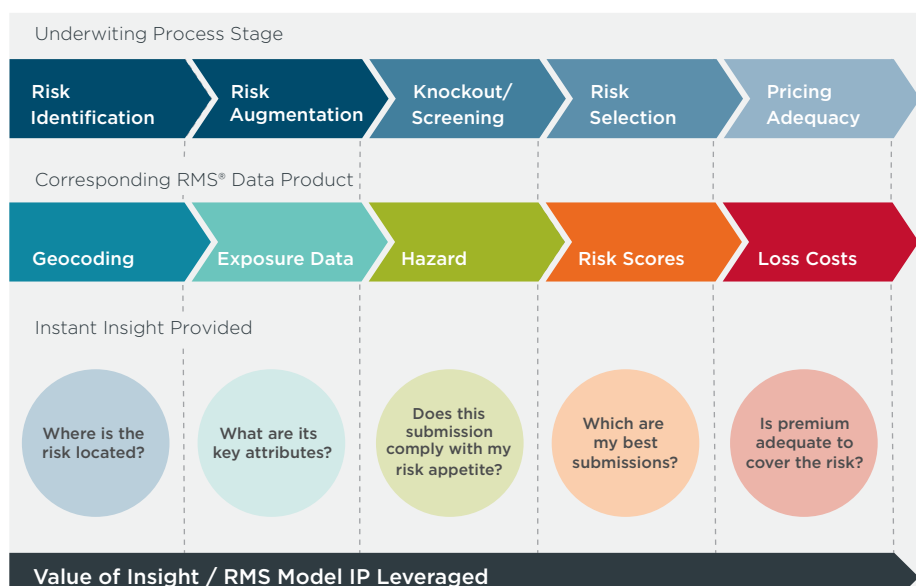 Underwiting Process Stage
Risk
Identification
Risk
Augmentation
Knockout/
Screening
Risk
Selection
Pricing
Adequacy
Corresponding RMS® Data Product
Geocoding
Exposure Data
Hazard
Risk Scores
Loss Costs
Instant Insight Provided
Where is the
risk located?
What are its
key attributes?
Does this
submission
comply with my
risk appetite?
Which are
my best
submissions?
Is premium
adequate to
cover the risk?
Value of Insight / RMS Model IP Leveraged